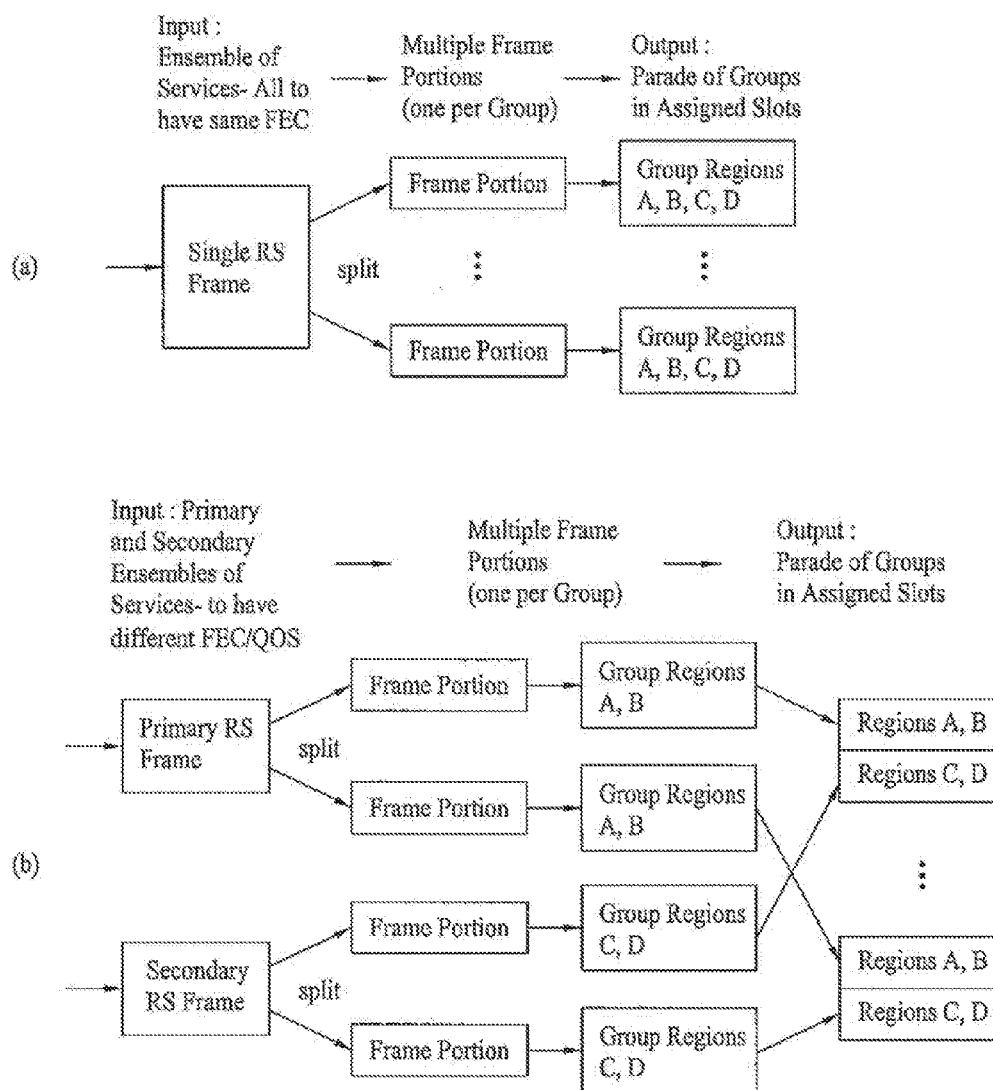 Input :
Ensemble of
Services- All to
have same FEC
Multiple Frame
Portions
(one per Group)
Output :
Parade of Groups
in Assigned Slots
(a)
Single RS
Frame
split
Frame Portion
Group Regions
A, B, C, D
Frame Portion
Group Regions
A, B, C, D
Input : Primary
and Secondary
Ensembles of
Services- to have
different FEC/QOS
Multiple Frame
Portions
(one per Group)
Output :
Parade of Groups
in Assigned Slots
(b)
Primary RS
Frame
split
Frame Portion
Group Regions
A, B
Frame Portion
Group Regions
A, B
Regions A, B
Regions C, D
Secondary
RS Frame
split
Frame Portion
Group Regions
C, D
Frame Portion
Group Regions
C, D
Regions A, B
Regions C, D